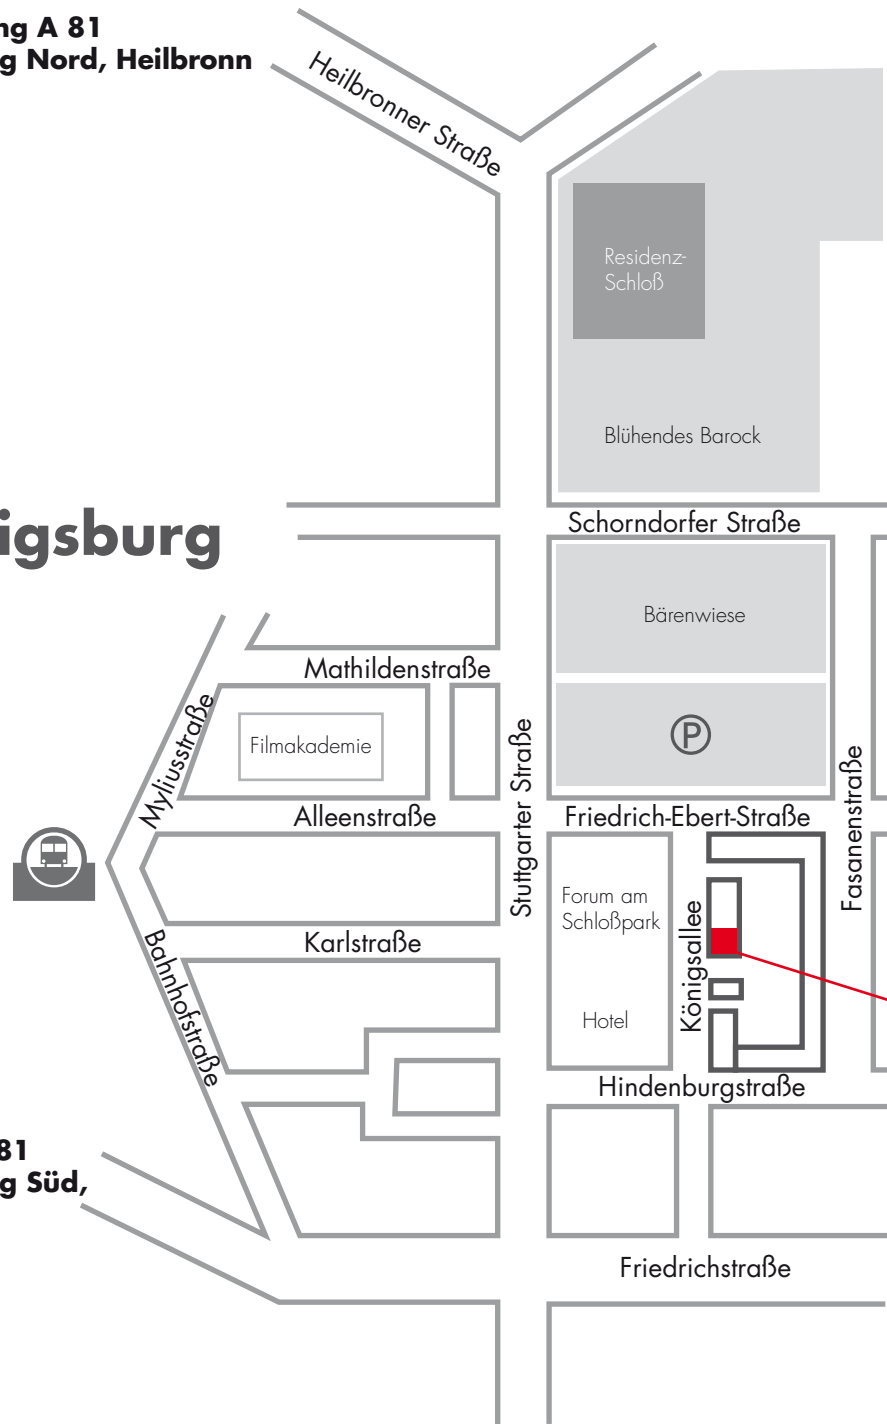 ng A 81
g Nord, Heilbronn
Heilbronner Straße
Residenz-
Schloß
Blühendes Barock
igsburg
Schorndorfer Straße
Bärenwiese
Mathildenstraße
Myliusstraße
Filmakademie
P
Stuttgarter Straße
Fasanenstraße
Alleenstraße
Friedrich-Ebert-Straße
Forum am
Schloßpark
Königsallee
Karlstraße
Bahnhofstraße
Hotel
Hindenburgstraße
81
g Süd,
Friedrichstraße